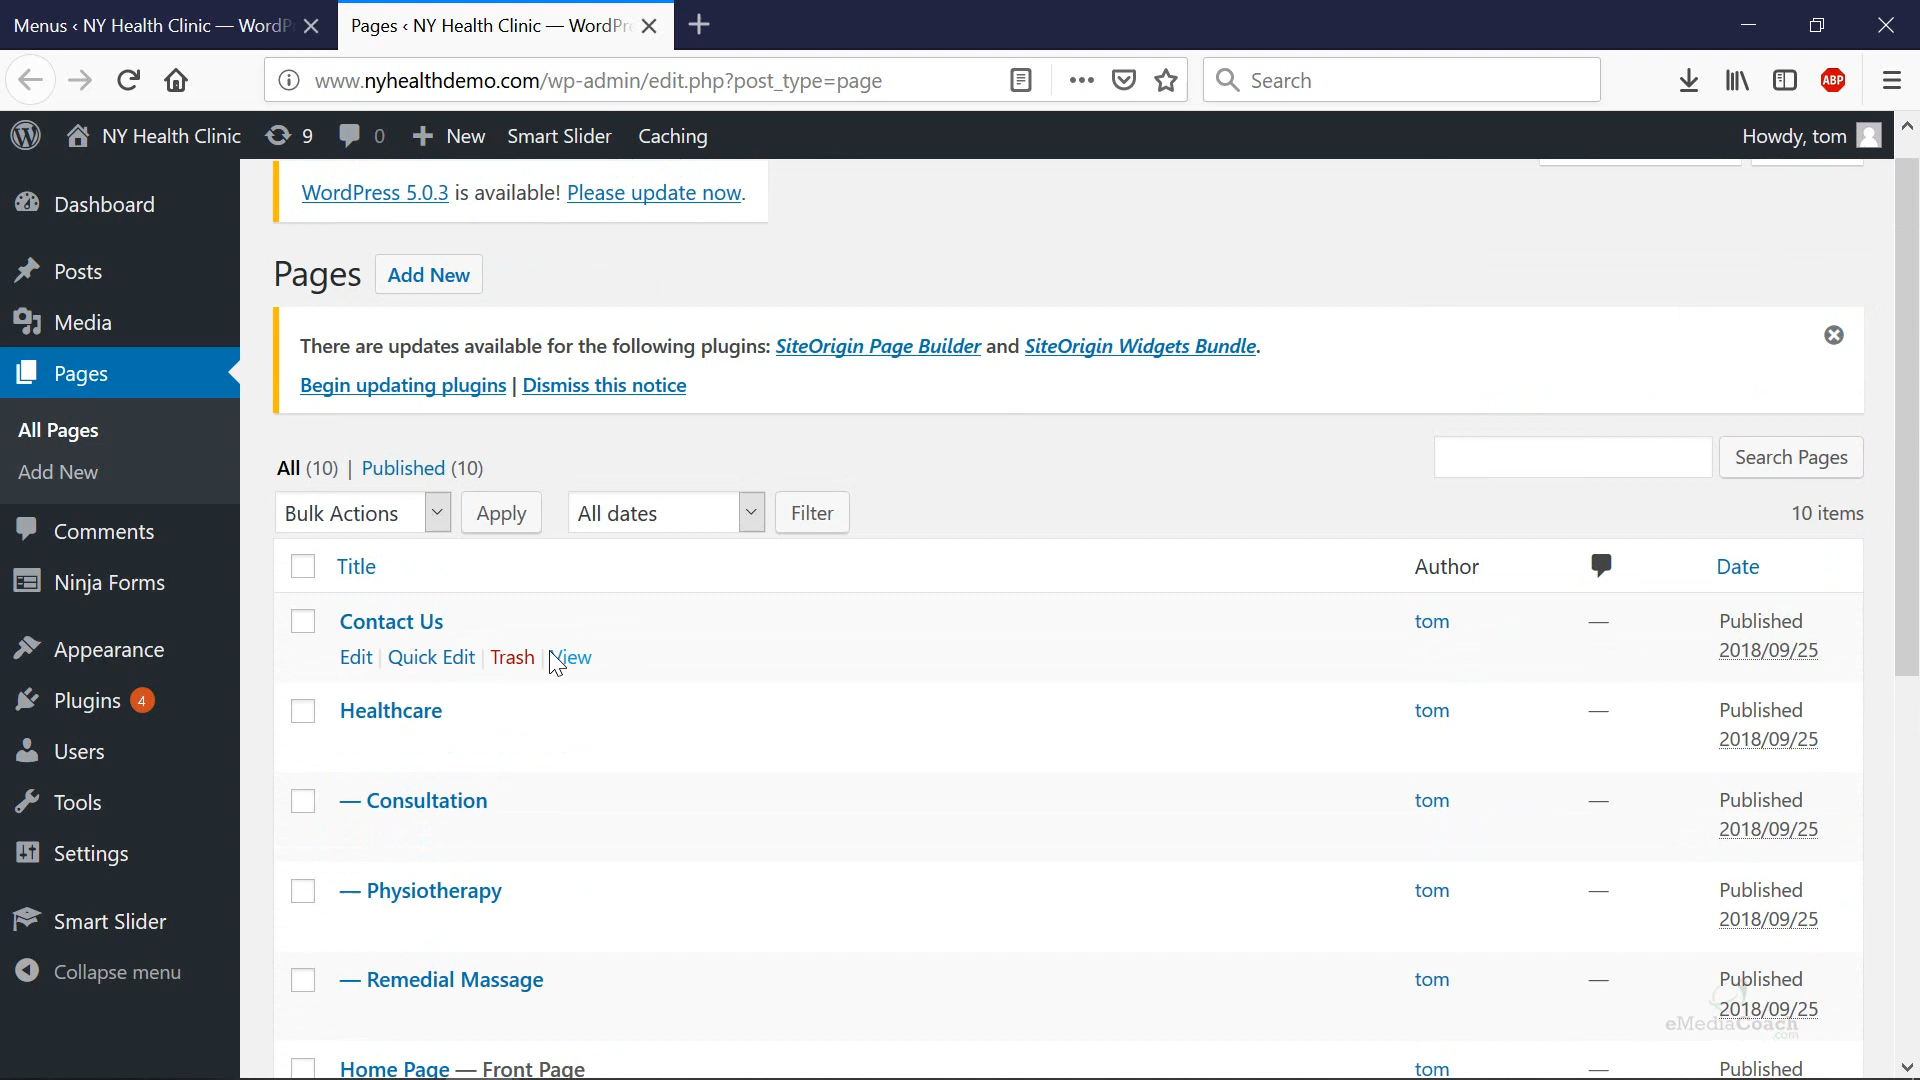 Menus ‹ NY Health Clinic — WordP
Pages ‹ NY Health Clinic — WordPr
www.nyhealthdemo.com/wp-admin/edit.php?post_type=page
Search
ABP
NY Health Clinic 9 0 New Smart Slider Caching Howdy, tom
Dashboard
Posts
Media
Pages
All Pages
Add New
Comments
Ninja Forms
Appearance
Plugins 4
Users
Tools
Settings
Smart Slider
Collapse menu
WordPress 5.0.3 is available! Please update now.
Pages Add New
There are updates available for the following plugins: SiteOrigin Page Builder and SiteOrigin Widgets Bundle.
Begin updating plugins | Dismiss this notice
All (10) | Published (10)
Search Pages
Bulk Actions Apply All dates Filter 10 items
Title Author Date
Contact Us tom — Published
Edit | Quick Edit | Trash | View 2018/09/25
Healthcare tom — Published
2018/09/25
— Consultation tom — Published
2018/09/25
— Physiotherapy tom — Published
2018/09/25
— Remedial Massage tom — Published
2018/09/25
eMediaCoach
.com
Home Page — Front Page tom — Published